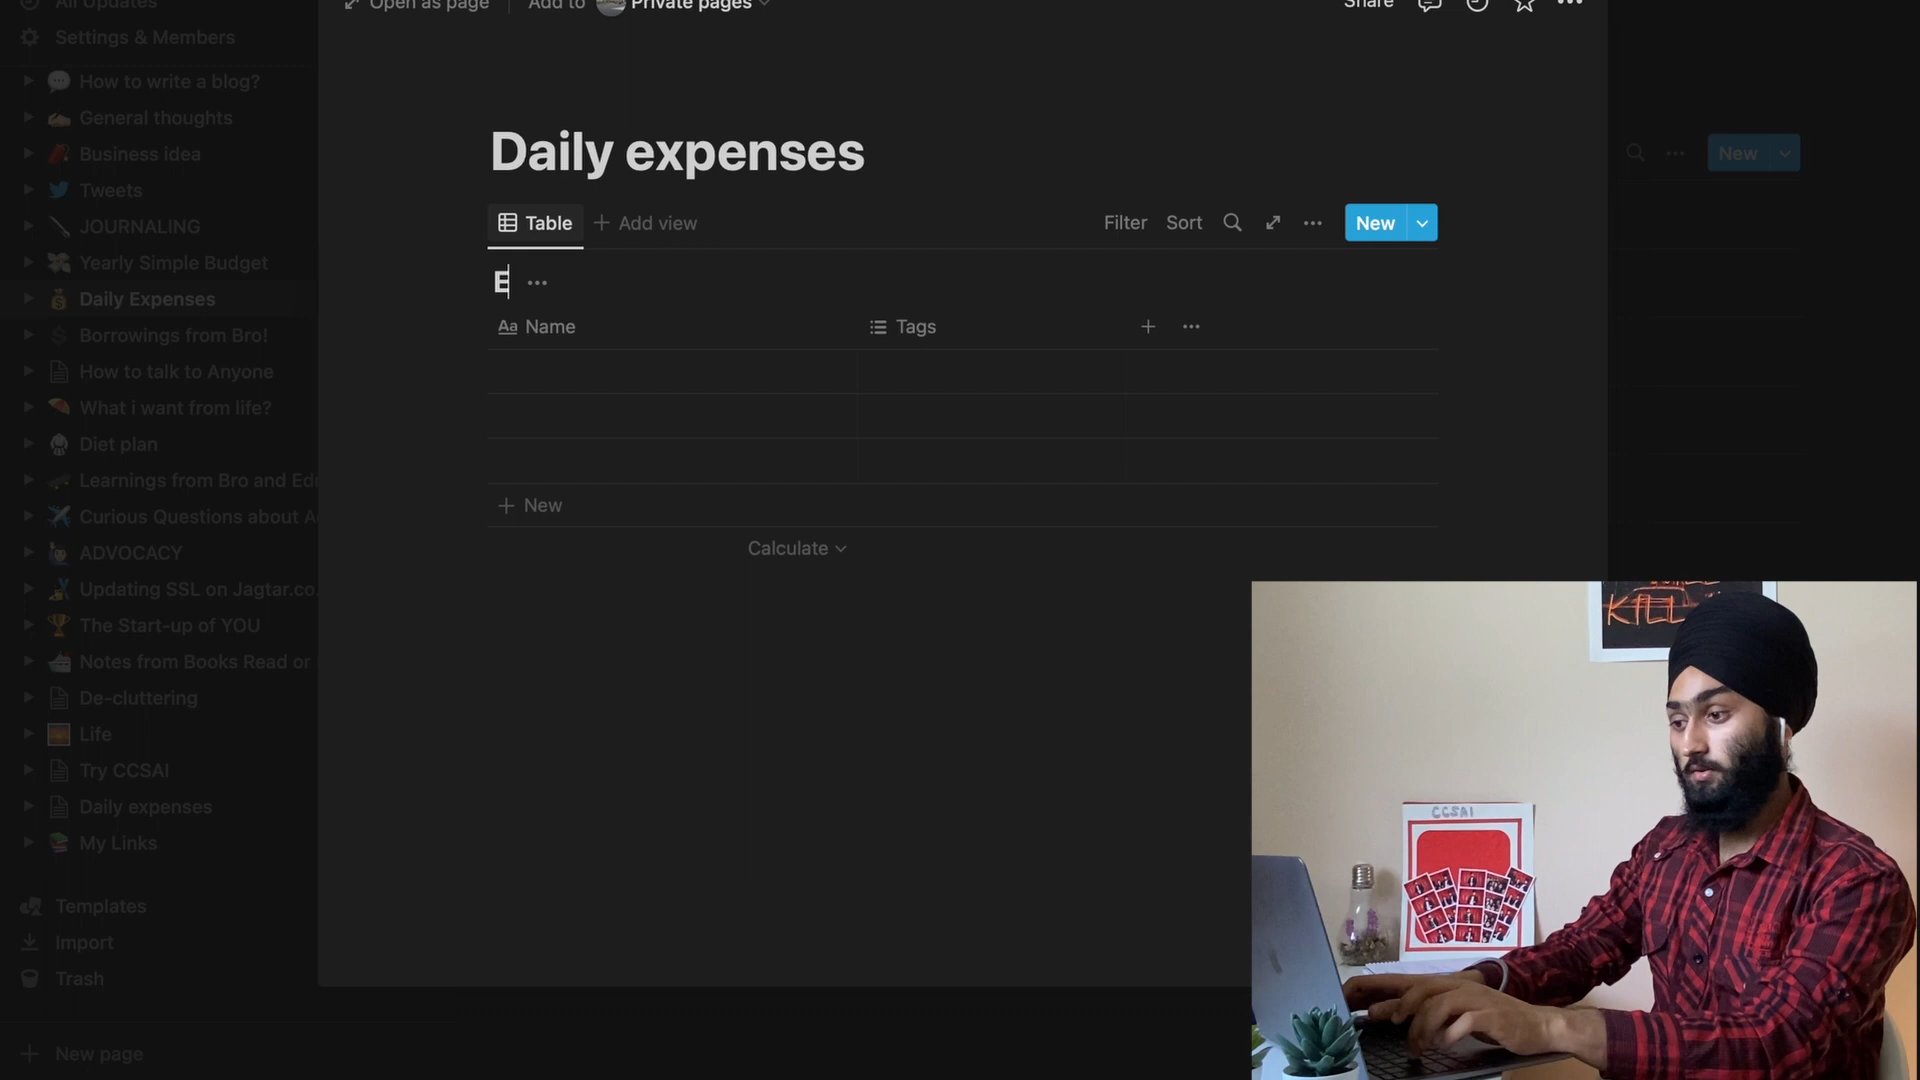 All Updates
Settings & Members
How to write a blog?
General thoughts
Business idea
Tweets
JOURNALING
Yearly Simple Budget
Daily Expenses
Borrowings from Bro!
How to talk to Anyone
What i want from life?
Diet plan
Learnings from Bro and Ed
Curious Questions about A
ADVOCACY
Updating SSL on Jagtar.co
The Start-up of YOU
Notes from Books Read or
De-cluttering
Life
Try CCSAI
Daily expenses
My Links
Templates
Import
Trash
New page
Open as page Add to Private pages
Share
Daily expenses
Table Add view Filter Sort New
E
Aa Name Tags
New
Calculate
New
KILL
CCSAI